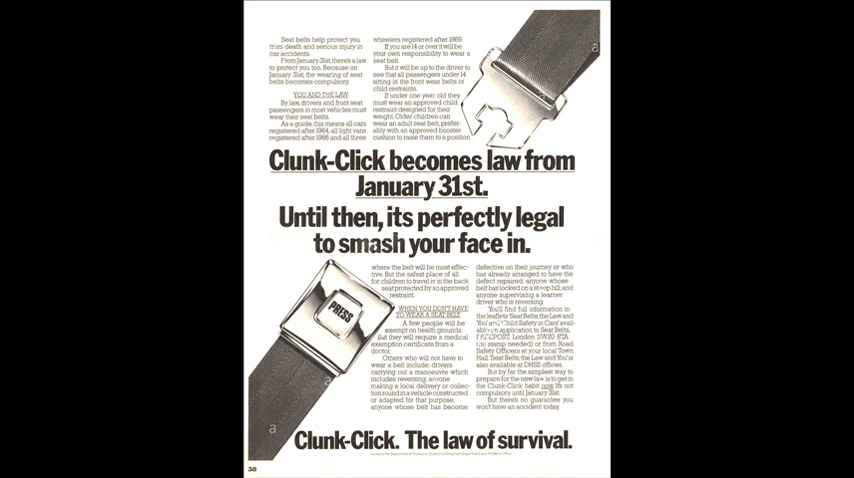 Seat belts help protect you
from death and serious injury in
car accidents.
From January 31st, there's a law
to protect you too. Because on
January 31st, the wearing of seat
belts becomes compulsory.
YOU AND THE LAW
By law, drivers and front seat
passengers in most vehicles must
wear their seat belts.
As a guide, this means all cars
registered after 1964, all light vans
registered after 1966 and all three
wheelers registered after 1969.
If you are 14 or over it will be
your own responsibility to wear a
seat belt.
But it will be up to the driver to
see that all passengers under 14
sitting in the front wear belts or
child restraints.
If under one year old they
must wear an approved child
restraint designed for their
weight. Older children can
wear an adult seat belt, prefer-
ably with an approved booster
cushion to raise them to a position
Clunk-Click becomes law from
January 31st.
Until then, its perfectly legal
to smash your face in.
where the belt will be most effec-
tive. But the safest place of all
for children to travel is in the back
seat protected by an approved
restraint.
WHEN YOU DON'T HAVE
TO WEAR A SEAT BELT
A few people will be
exempt on health grounds.
But they will require a medical
exemption certificate from a
doctor.
Others who will not have to
wear a belt include: drivers
carrying out a manoeuvre which
includes reversing; anyone
making a local delivery or collec-
tion round in a vehicle constructed
or adapted for that purpose;
anyone whose belt has become
defective on their journey or who
has already arranged to have the
defect repaired; anyone whose
belt has locked on a steep hill; and
anyone supervising a learner
driver who is reversing.
You'll find full information in
the leaflets 'Seat Belts, the Law and
You' and 'Child Safety in Cars' avail-
able on application to Seat Belts,
FREEPOST, London SW20 8TA
(no stamp needed) or from Road
Safety Officers at your local Town
Hall. 'Seat Belts, the Law and You' is
also available at DHSS offices.
But by far the simplest way to
prepare for the new law is to get in
the Clunk-Click habit now. It's not
compulsory until January 31st.
But there's no guarantee you
won't have an accident today.
PRESS
Clunk-Click. The law of survival.
Issued by the Department of Transport, Scottish Development Department and The Welsh Office.
38
a
a
a